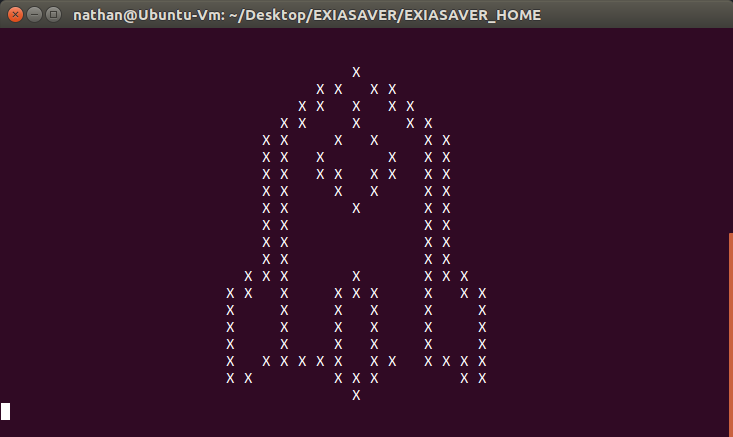 nathan@Ubuntu-Vm: ~/Desktop/EXIASAVER/EXIASAVER_HOME
              X
          X X   X X
        X X   X   X X
      X X     X     X X
    X X     X   X     X X
    X X   X       X   X X
    X X   X X   X X   X X
    X X     X   X     X X
    X X       X       X X
    X X               X X
    X X               X X
    X X               X X
  X X X       X       X X X
X X   X     X X X     X   X X
X     X     X   X     X     X
X     X     X   X     X     X
X     X     X   X     X     X
X   X X X X X   X X   X X X X
X X         X X X         X X
              X